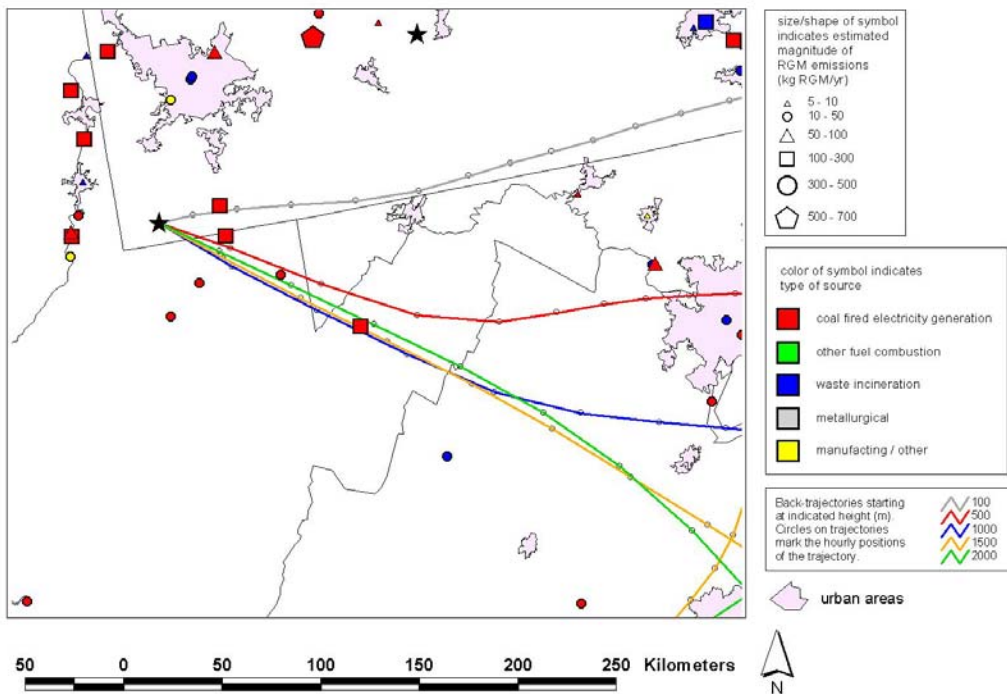 size/shape of symbol
indicates estimated
magnitude of
RGM emissions
(kg RGM/yr)
5 - 10
10 - 50
50 -100
100 -300
300 - 500
500 - 700
color of symbol indicates
type of source
coal fired electricity generation
other fuel combustion
waste incineration
metallurgical
manufacting / other
Back-trajectories starting
at indicated height (m).
Circles on trajectories
mark the hourly positions
of the trajectory.
100
500
1000
1500
2000
urban areas
N
50 0 50 100 150 200 250 Kilometers